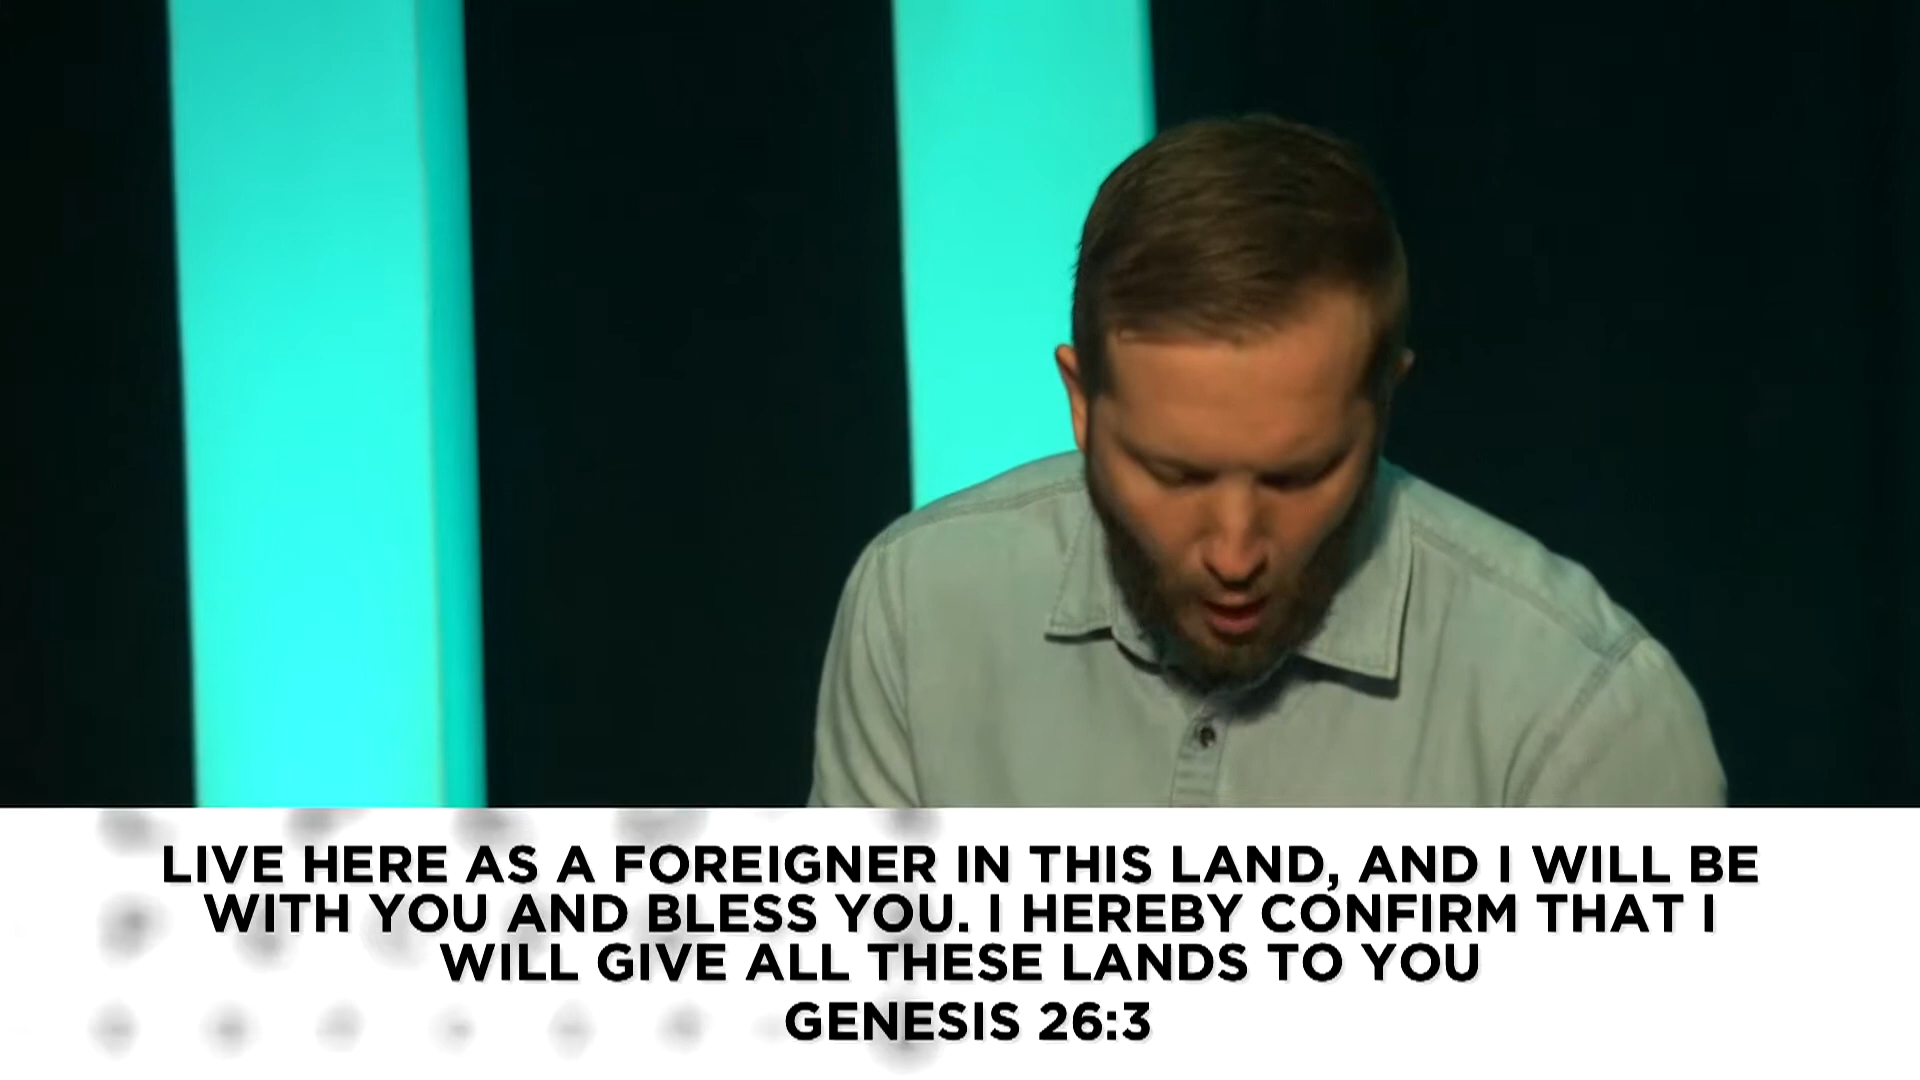 LIVE HERE AS A FOREIGNER IN THIS LAND, AND I WILL BE
WITH YOU AND BLESS YOU. I HEREBY CONFIRM THAT I
WILL GIVE ALL THESE LANDS TO YOU
GENESIS 26:3